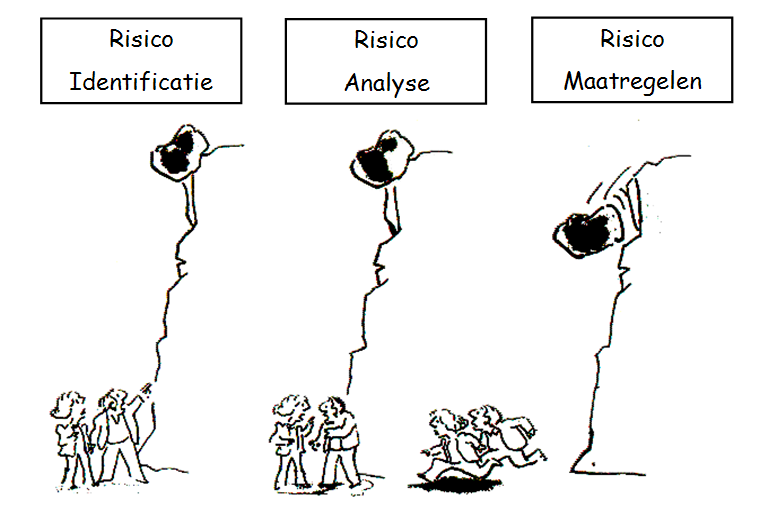 Risico
Identificatie
Risico
Analyse
Risico
Maatregelen